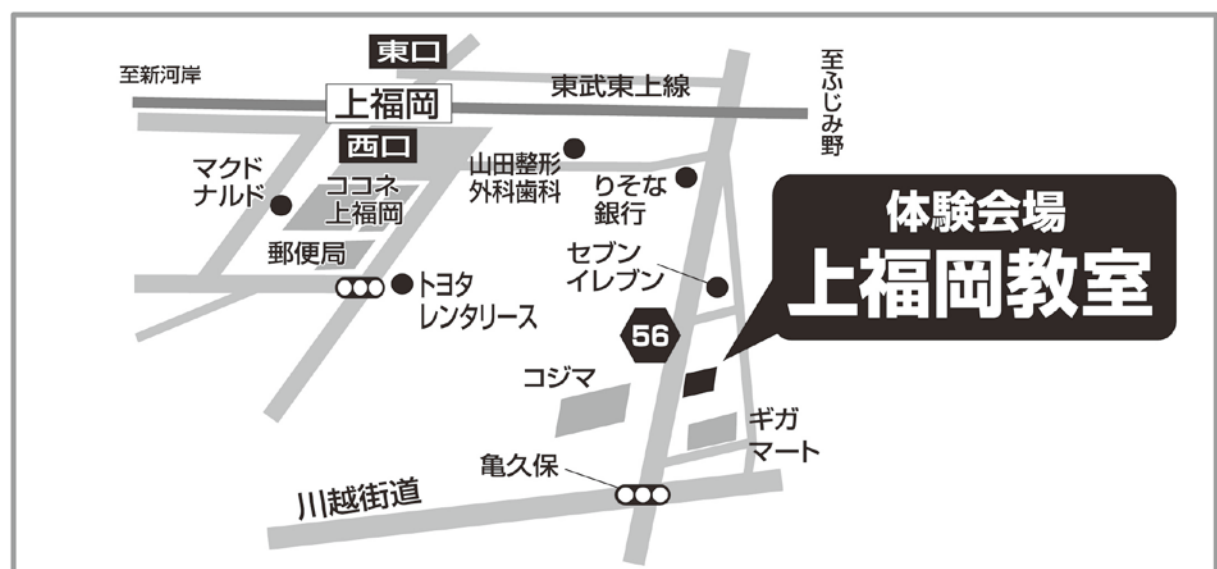 東口
至新河岸
東武東上線
至ふじみ野
上福岡
西口
マクド
ナルド
ココネ
上福岡
山田整形
外科歯科
りそな
銀行
体験会場
上福岡教室
郵便局
セブン
イレブン
トヨタ
レンタリース
56
コジマ
ギガ
マート
亀久保
川越街道